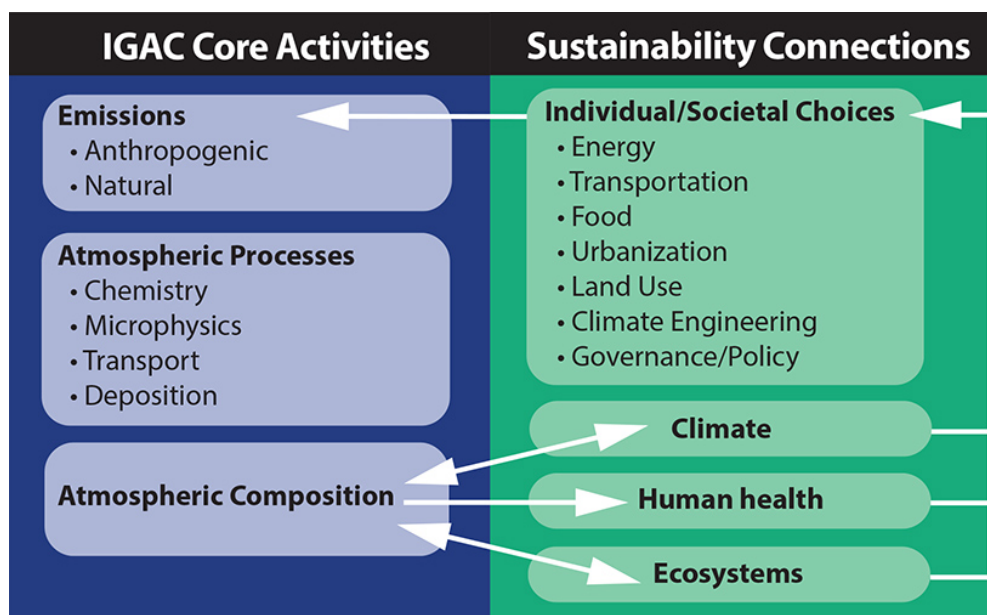 IGAC Core Activities
Emissions
• Anthropogenic
• Natural
Atmospheric Processes
• Chemistry
• Microphysics
• Transport
• Deposition
Atmospheric Composition
Sustainability Connections
Individual/Societal Choices
• Energy
• Transportation
• Food
• Urbanization
• Land Use
• Climate Engineering
• Governance/Policy
Climate
Human health
Ecosystems